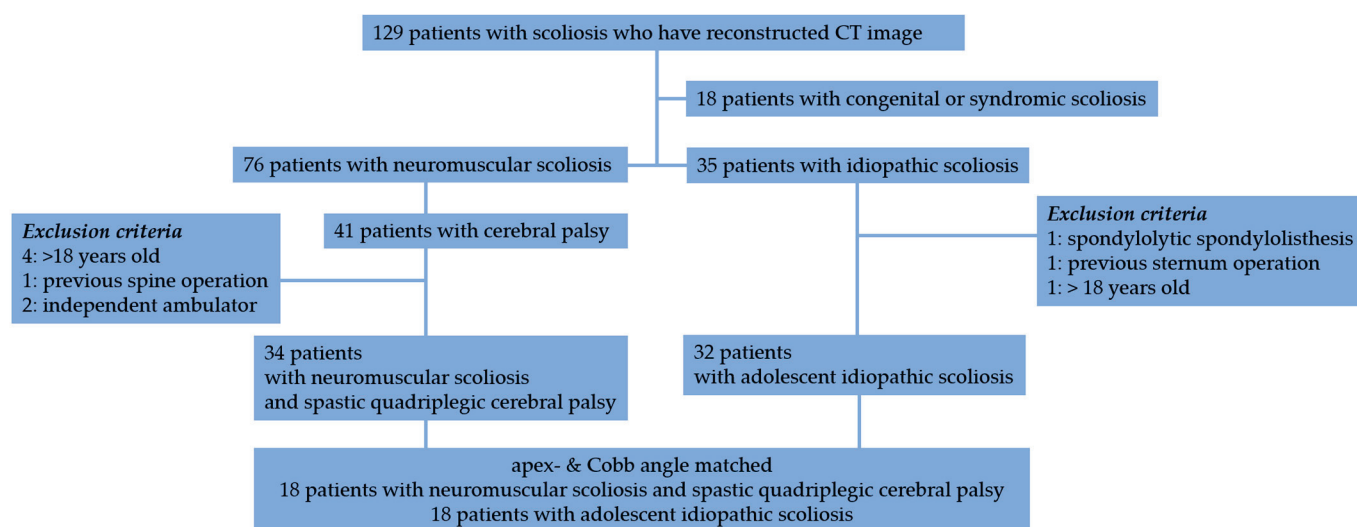 129 patients with scoliosis who have reconstructed CT image
18 patients with congenital or syndromic scoliosis
76 patients with neuromuscular scoliosis
35 patients with idiopathic scoliosis
41 patients with cerebral palsy
Exclusion criteria
4: >18 years old
1: previous spine operation
2: independent ambulator
Exclusion criteria
1: spondylolytic spondylolisthesis
1: previous sternum operation
1: > 18 years old
34 patients
with neuromuscular scoliosis
and spastic quadriplegic cerebral palsy
32 patients
with adolescent idiopathic scoliosis
apex- & Cobb angle matched
18 patients with neuromuscular scoliosis and spastic quadriplegic cerebral palsy
18 patients with adolescent idiopathic scoliosis